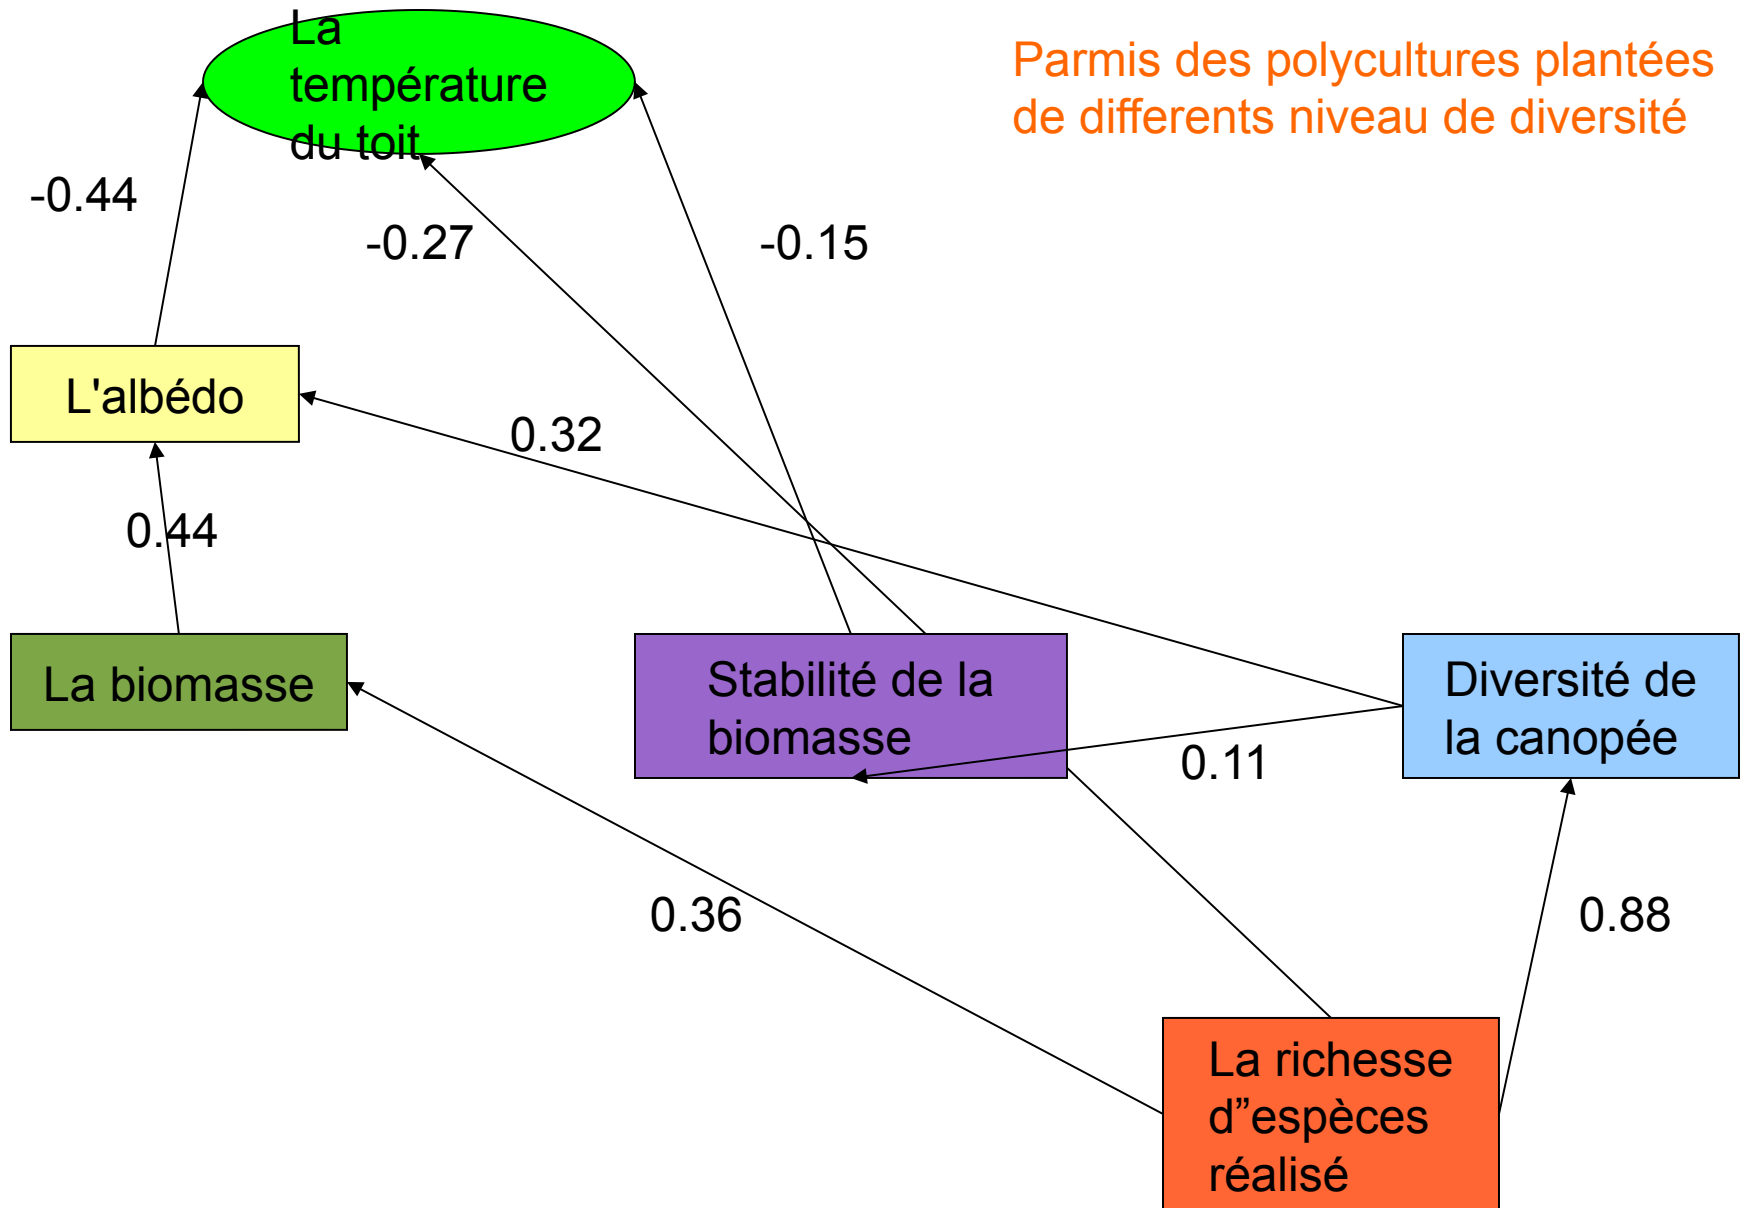 La
température
du toit
Parmis des polycultures plantées
de differents niveau de diversité
-0.44
-0.27
-0.15
L'albédo
0.32
0.44
La biomasse
Stabilité de la
biomasse
Diversité de
la canopée
0.11
0.36
0.88
La richesse
d”espèces
réalisé